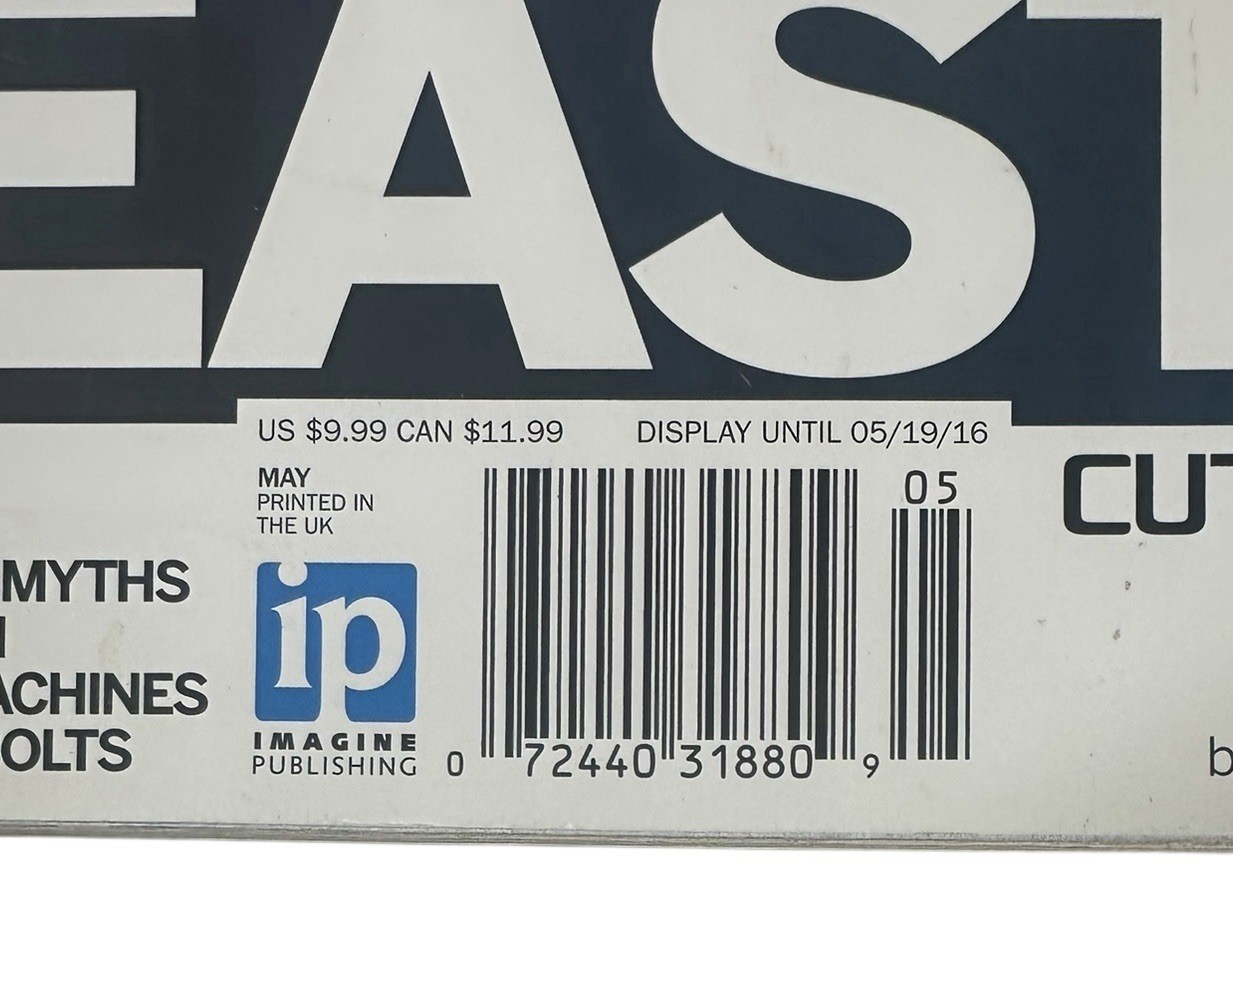 EAST
US $9.99 CAN $11.99 DISPLAY UNTIL 05/19/16
MAY
PRINTED IN
THE UK
05
CUT
MYTHS
ACHINES
OLTS
ip
IMAGINE
PUBLISHING
0 72440 31880 9
b